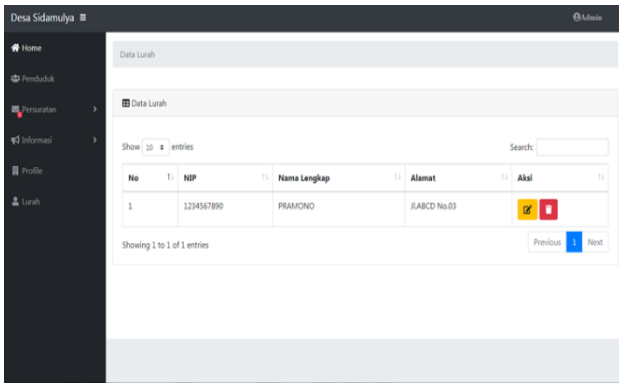 Desa Sidamulya
Admin
Home
Penduduk
Persuratan
Informasi
Profile
Lurah
Data Lurah
Data Lurah
Show 10 entries
Search:
No NIP Nama Lengkap Alamat Aksi
1 1234567890 PRAMONO Jl.ABCD No.03
Showing 1 to 1 of 1 entries
Previous 1 Next